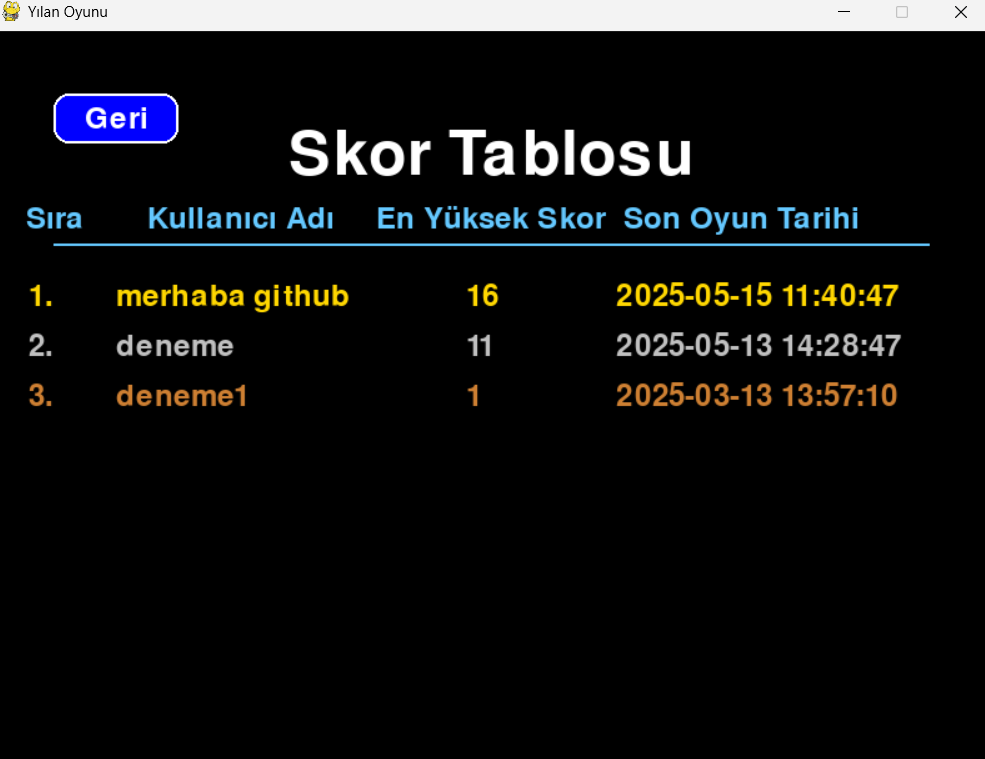 Yılan Oyunu
Geri
Skor Tablosu
Sıra Kullanıcı Adı En Yüksek Skor Son Oyun Tarihi
1. merhaba github 16 2025-05-15 11:40:47
2. deneme 11 2025-05-13 14:28:47
3. deneme1 1 2025-03-13 13:57:10